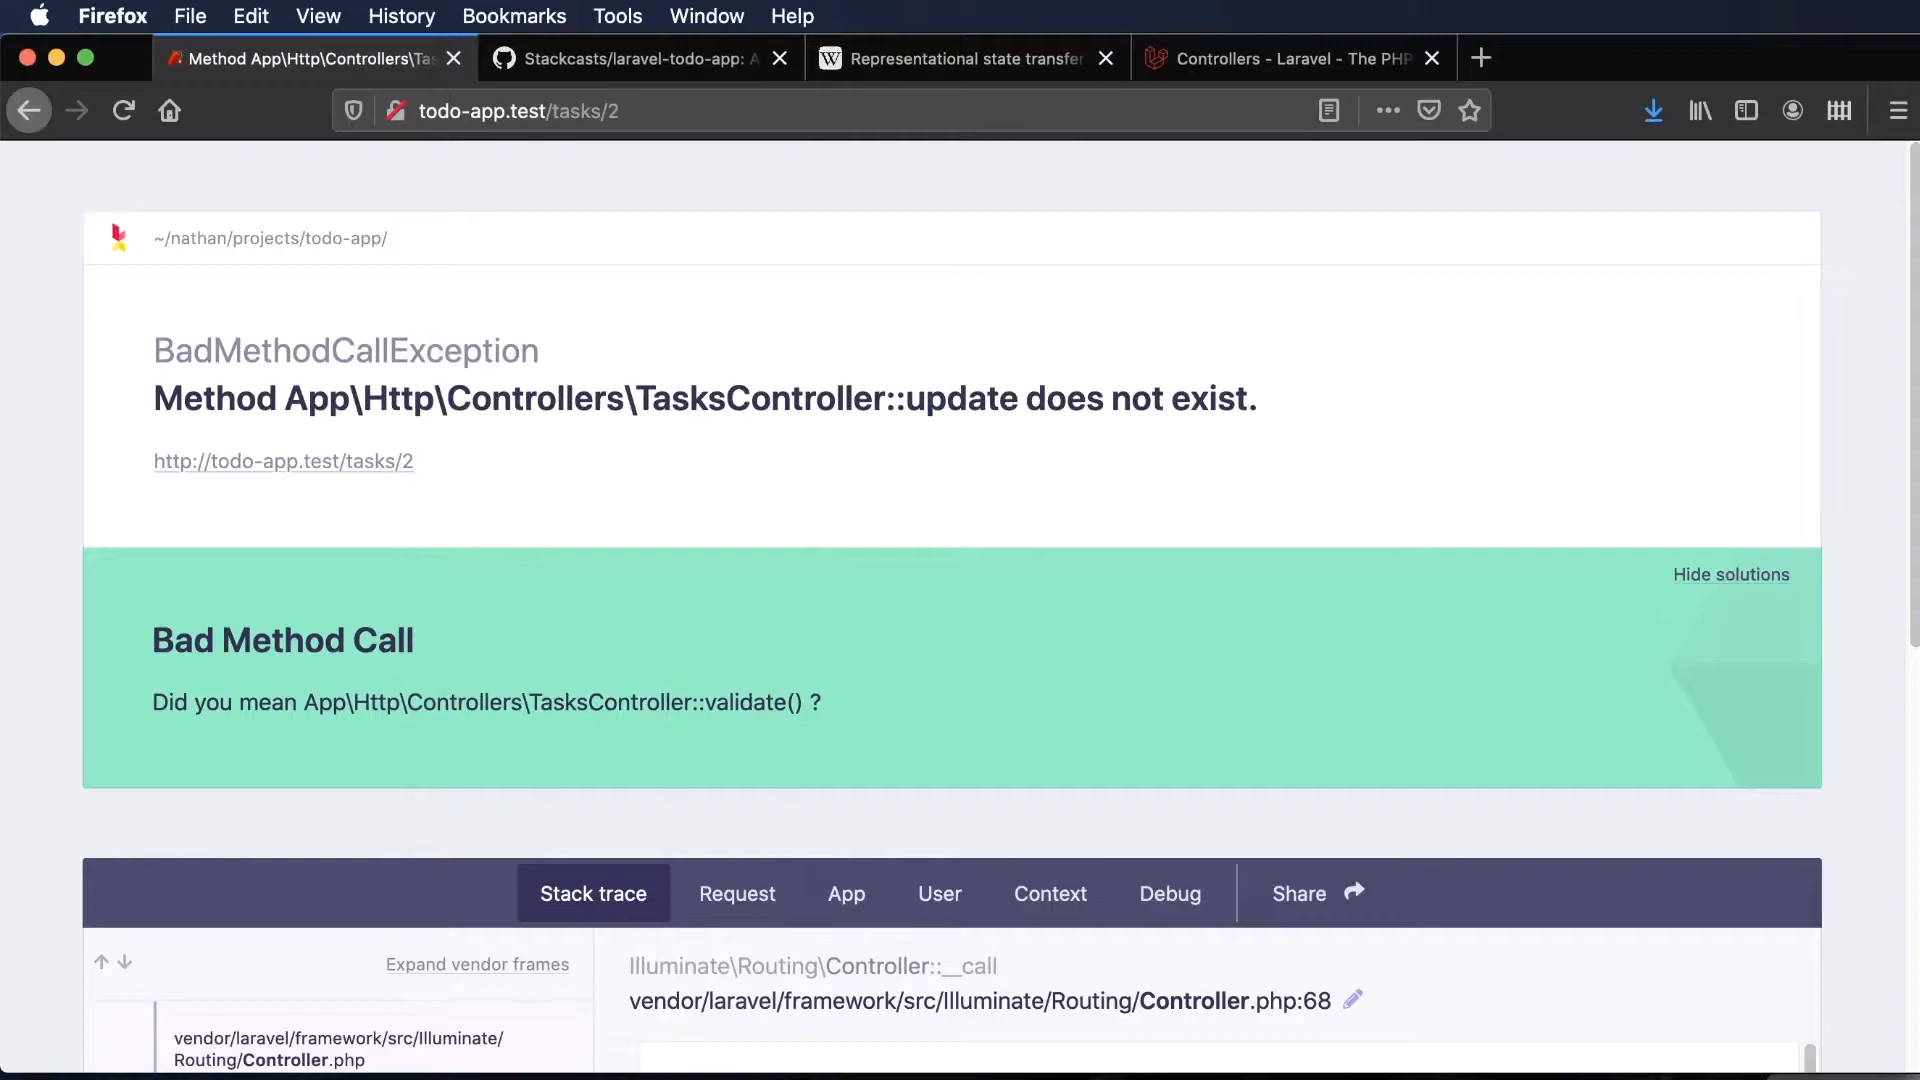 Firefox File Edit View History Bookmarks Tools Window Help
Method App\Http\Controllers\Tas
Stackcasts/laravel-todo-app: A
W Representational state transfer
Controllers - Laravel - The PHP
todo-app.test/tasks/2
~/nathan/projects/todo-app/
BadMethodCallException
Method App\Http\Controllers\TasksController::update does not exist.
http://todo-app.test/tasks/2
Hide solutions
Bad Method Call
Did you mean App\Http\Controllers\TasksController::validate() ?
Stack trace Request App User Context Debug Share
Expand vendor frames
vendor/laravel/framework/src/Illuminate/
Routing/Controller.php
Illuminate\Routing\Controller::__call
vendor/laravel/framework/src/Illuminate/Routing/Controller.php:68